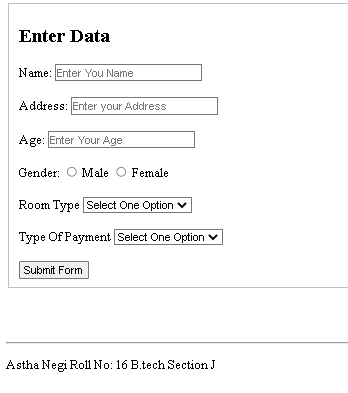 Enter Data
Name: Enter You Name
Address: Enter your Address
Age: Enter Your Age
Gender: Male Female
Room Type Select One Option
Type Of Payment Select One Option
Submit Form
Astha Negi Roll No: 16 B.tech Section J